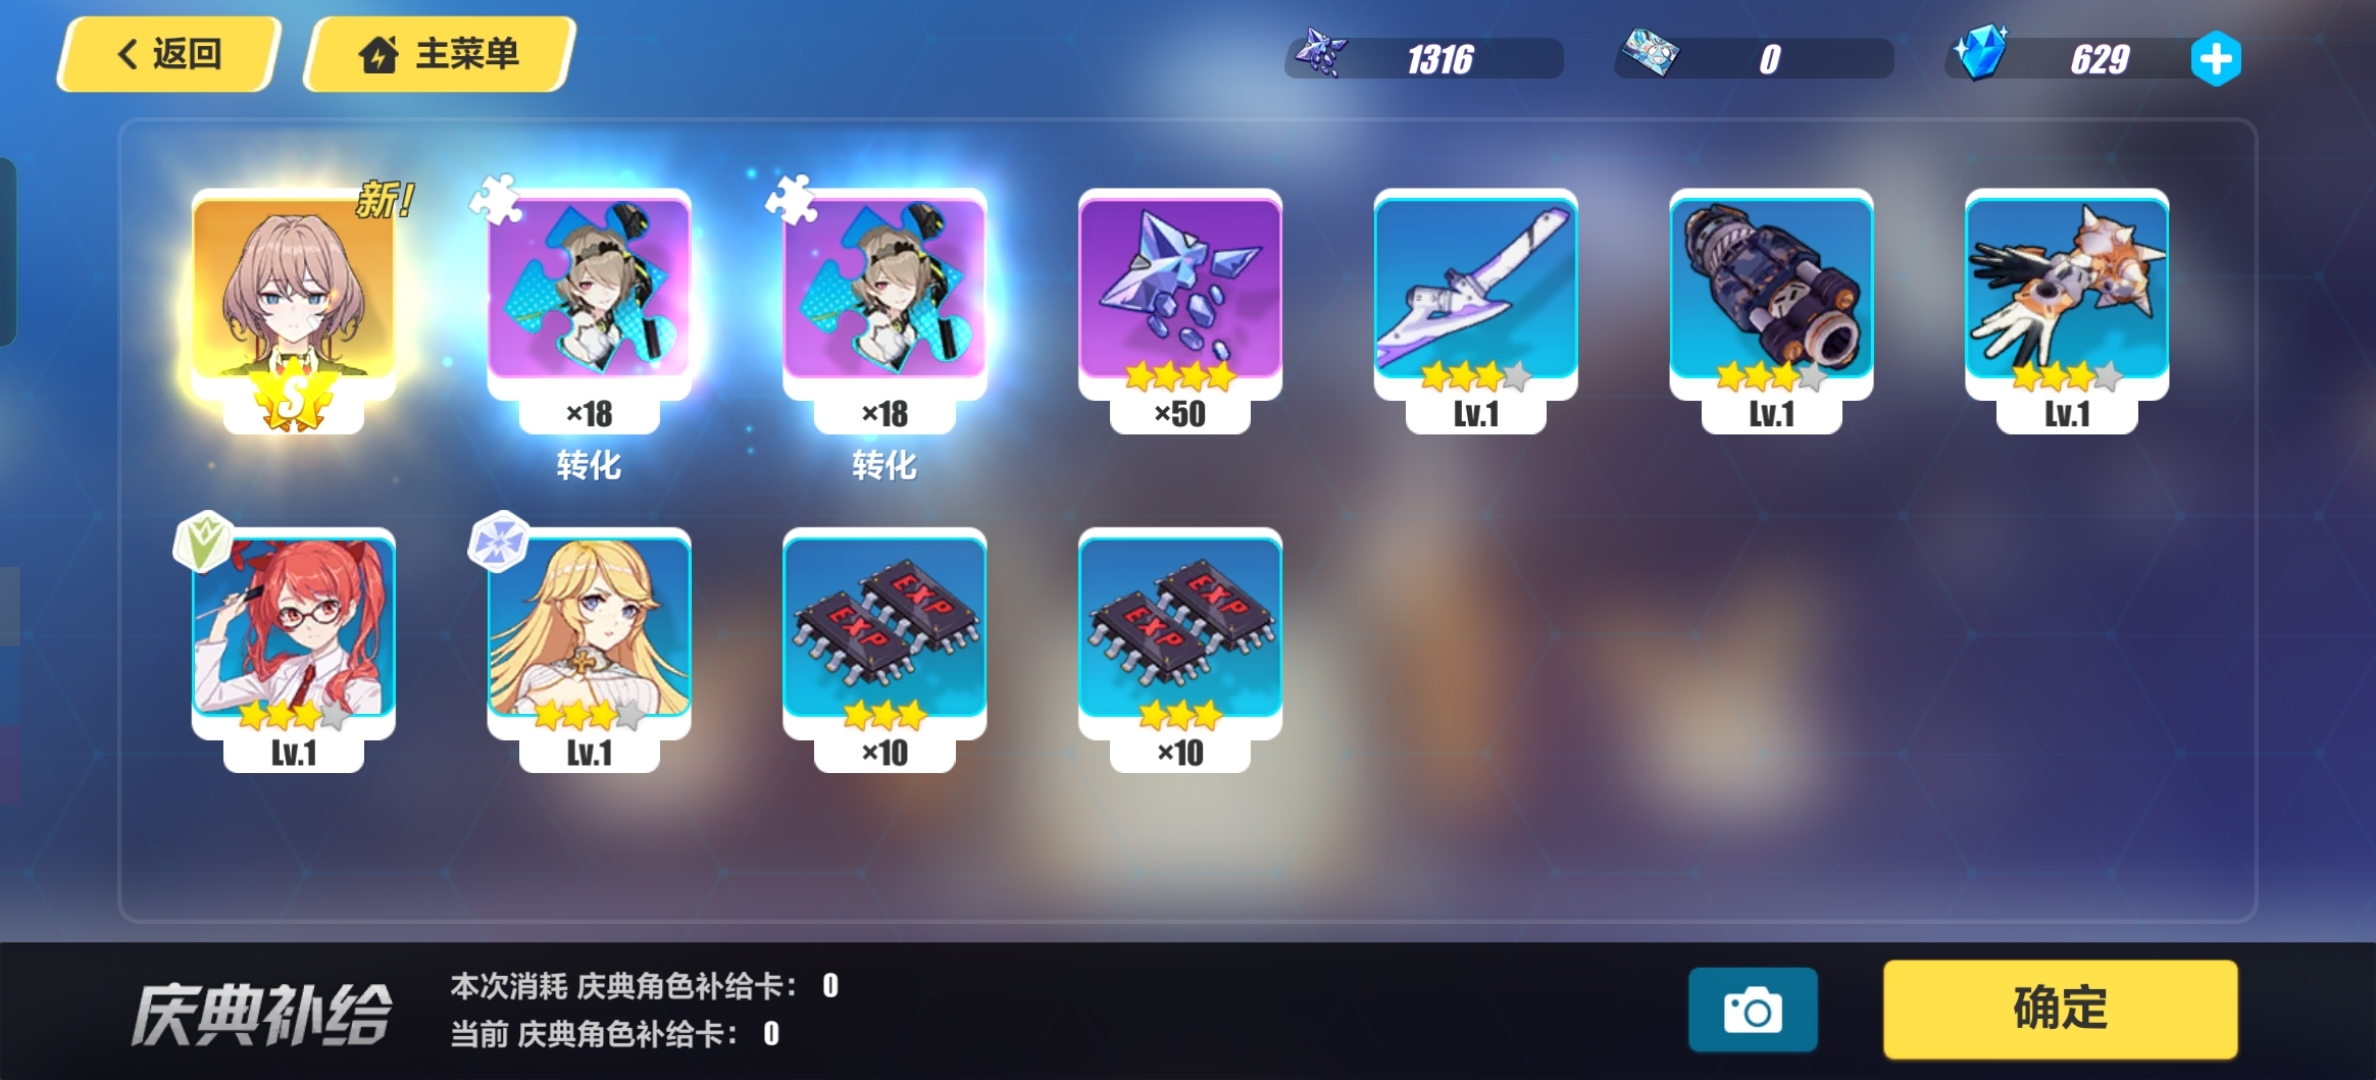 返回
主菜单
1316
0
629
新!
S
×18
×18
×50
Lv.1
Lv.1
Lv.1
转化
转化
EXP
EXP
EXP
EXP
Lv.1
Lv.1
×10
×10
庆典补给
本次消耗 庆典角色补给卡： 0
当前 庆典角色补给卡： 0
确定